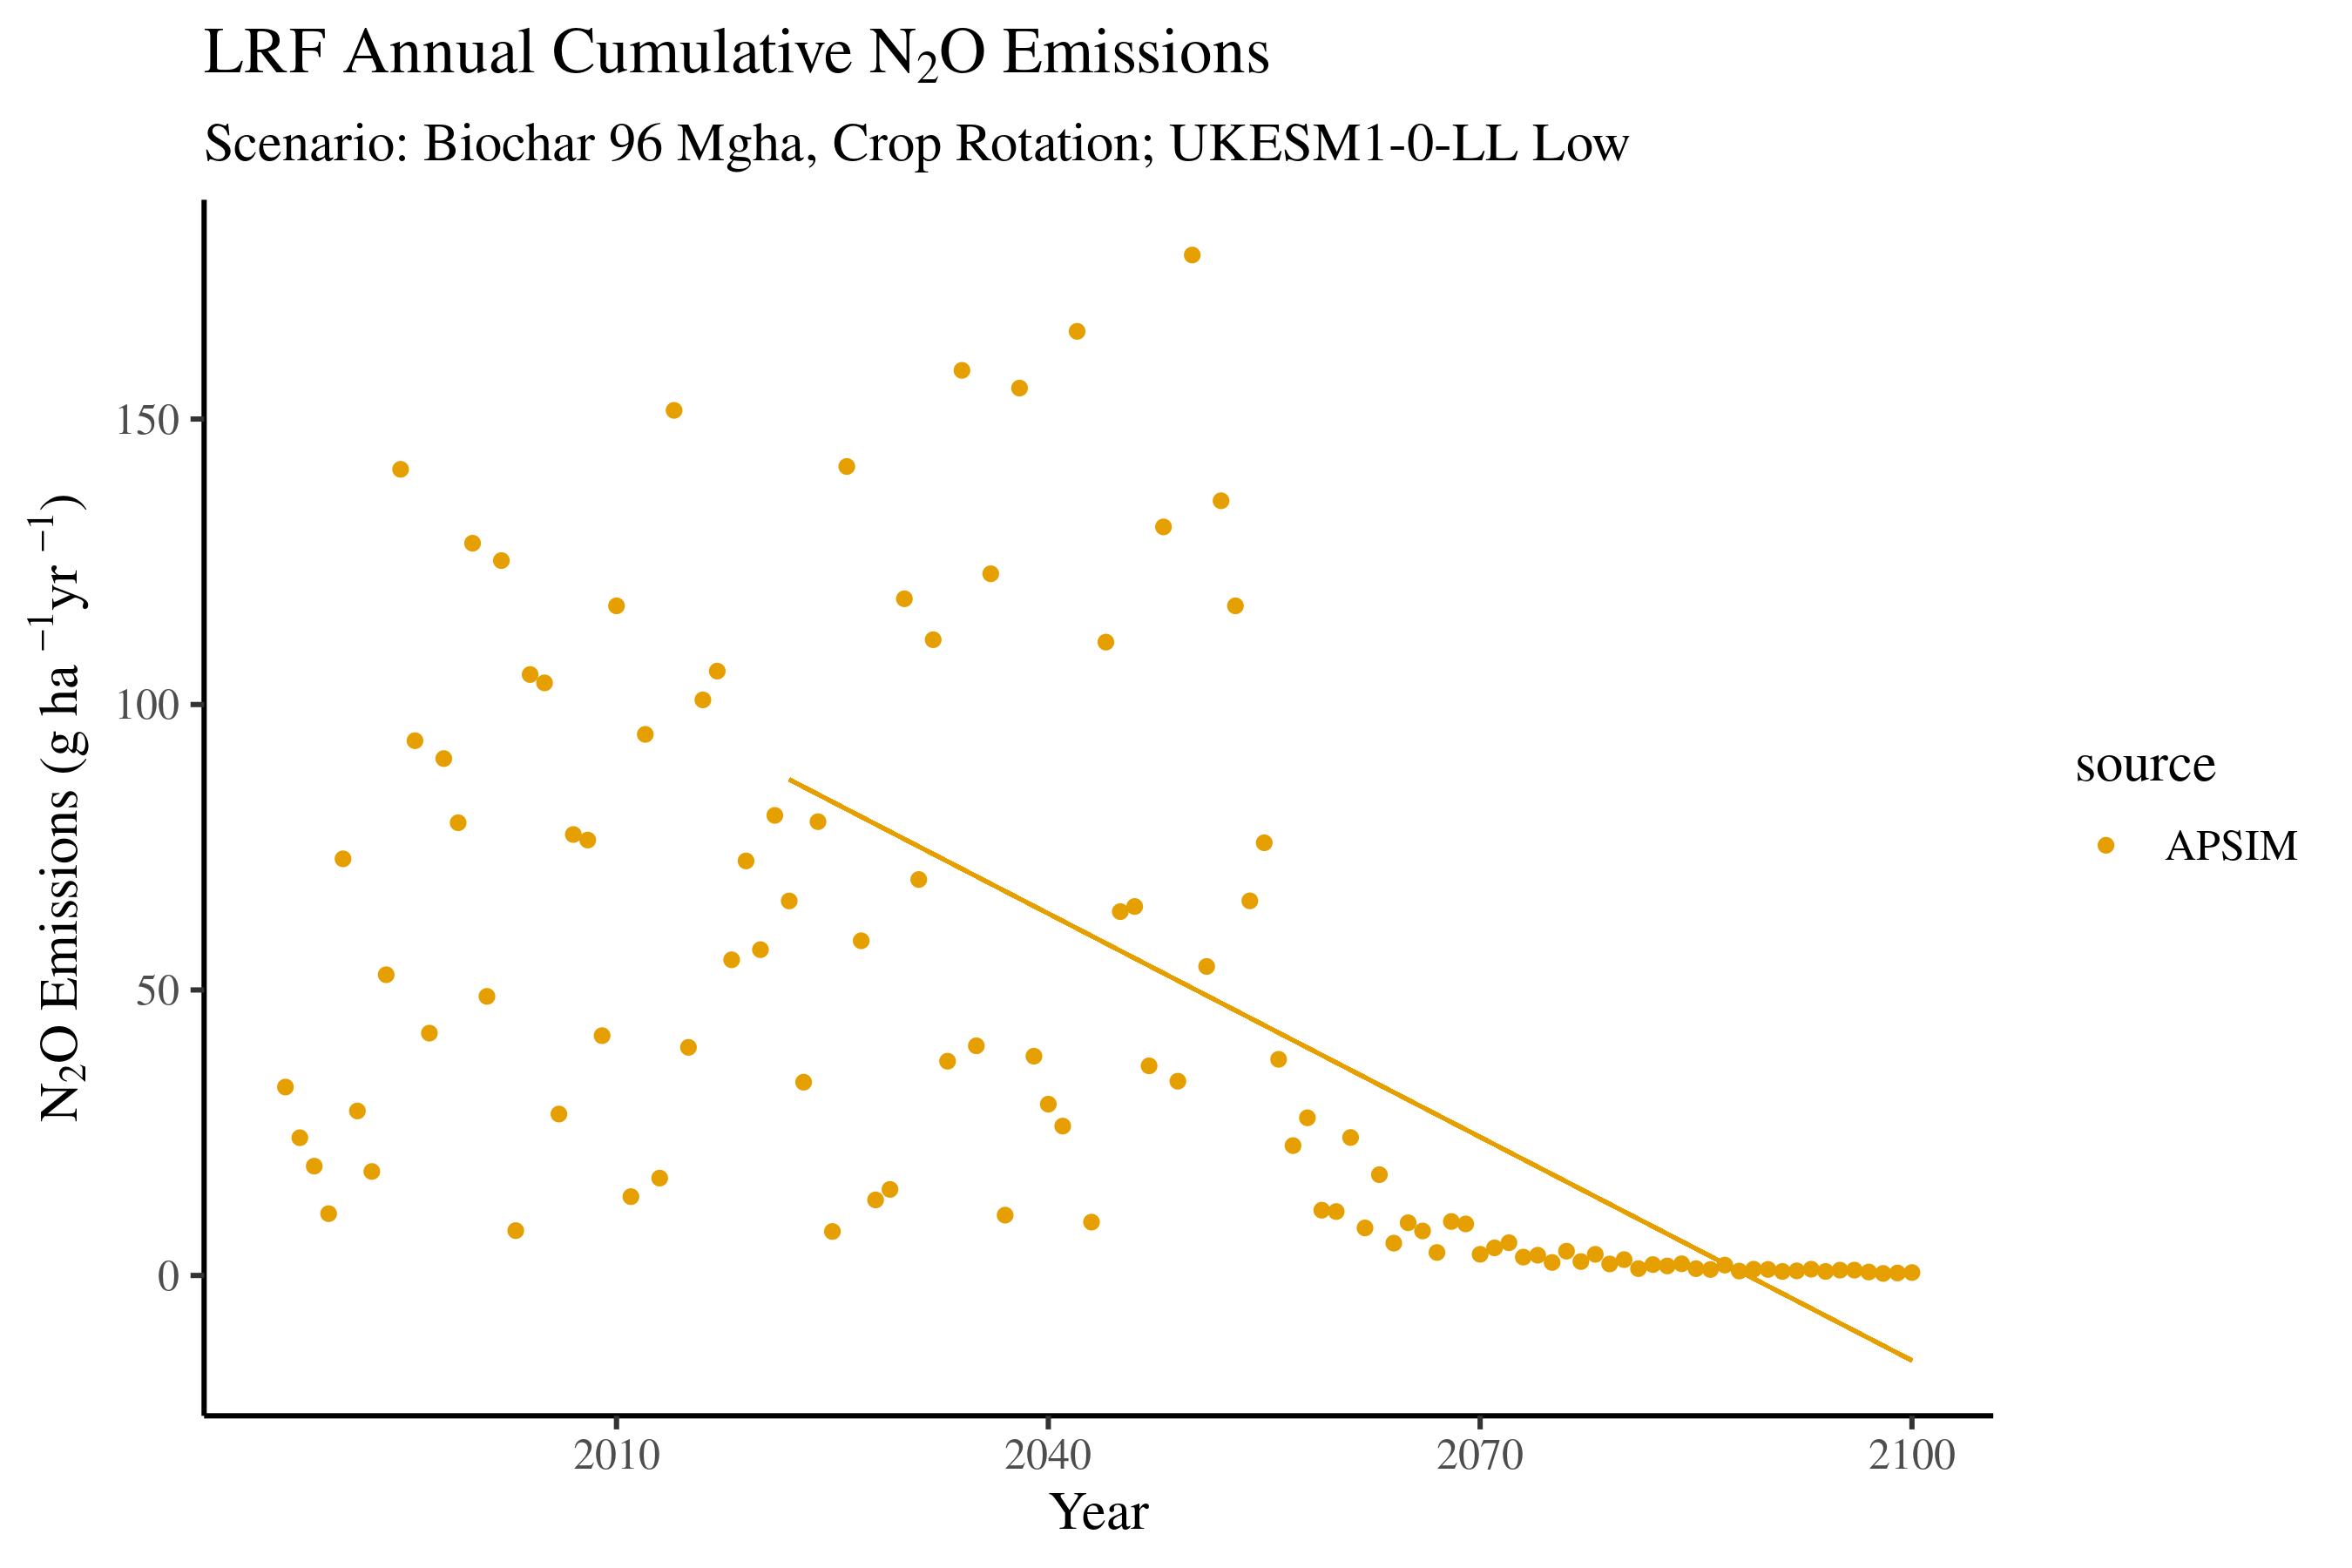 LRF Annual Cumulative N₂O Emissions
Scenario: Biochar 96 Mgha, Crop Rotation; UKESM1-0-LL Low
N₂O Emissions (g ha⁻¹yr⁻¹)
150
100
50
0
2010 2040 2070 2100
Year
source
APSIM